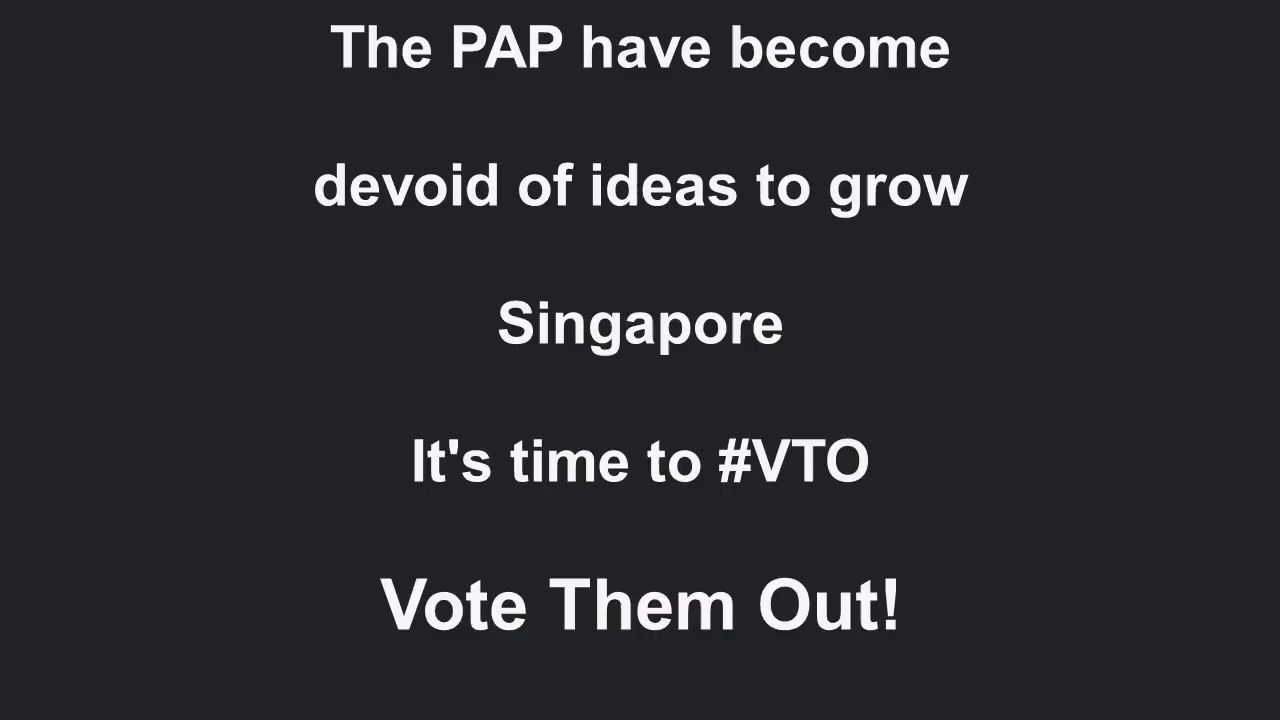 The PAP have become
devoid of ideas to grow
Singapore
It's time to #VTO
Vote Them Out!